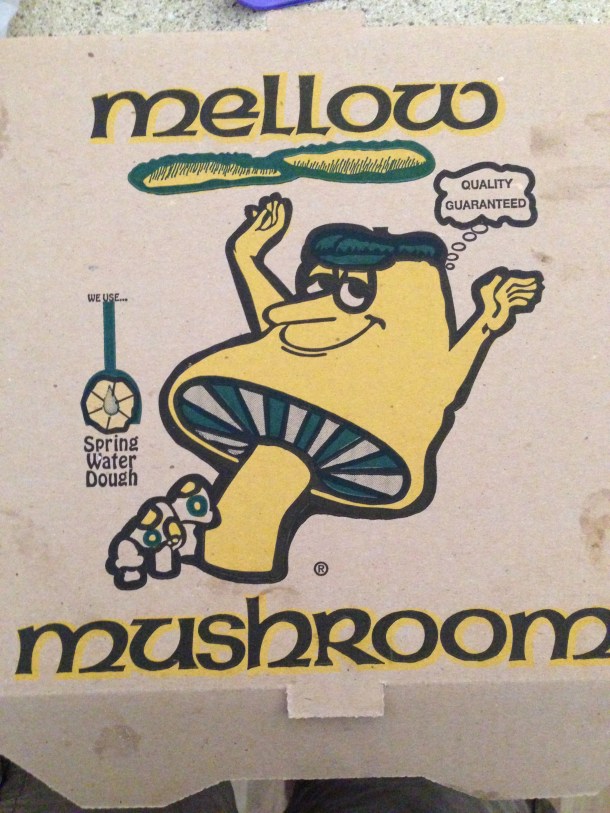 mellow
QUALITY
GUARANTEED
WE USE...
Spring
Water
Dough
®
mushroom